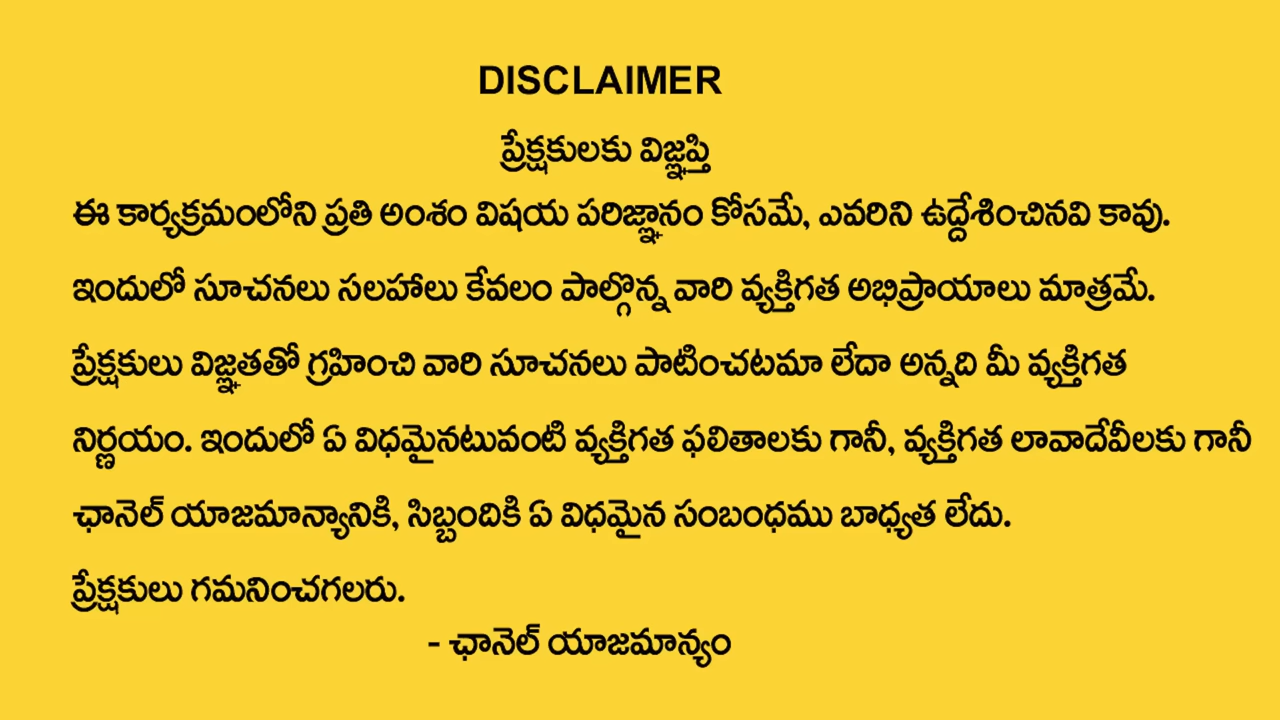 DISCLAIMER
ప్రేక్షకులకు విజ్ఞప్తి
ఈ కార్యక్రమంలోని ప్రతి అంశం విషయ పరిజ్ఞానం కోసమే, ఎవరిని ఉద్దేశించినవి కావు.
ఇందులో సూచనలు సలహాలు కేవలం పాల్గొన్న వారి వ్యక్తిగత అభిప్రాయాలు మాత్రమే.
ప్రేక్షకులు విజ్ఞతతో గ్రహించి వారి సూచనలు పాటించటమా లేదా అన్నది మీ వ్యక్తిగత
నిర్ణయం. ఇందులో ఏ విధమైనటువంటి వ్యక్తిగత ఫలితాలకు గానీ, వ్యక్తిగత లావాదేవీలకు గానీ
ఛానెల్ యాజమాన్యానికి, సిబ్బందికి ఏ విధమైన సంబంధము బాధ్యత లేదు.
ప్రేక్షకులు గమనించగలరు.
- ఛానెల్ యాజమాన్యం